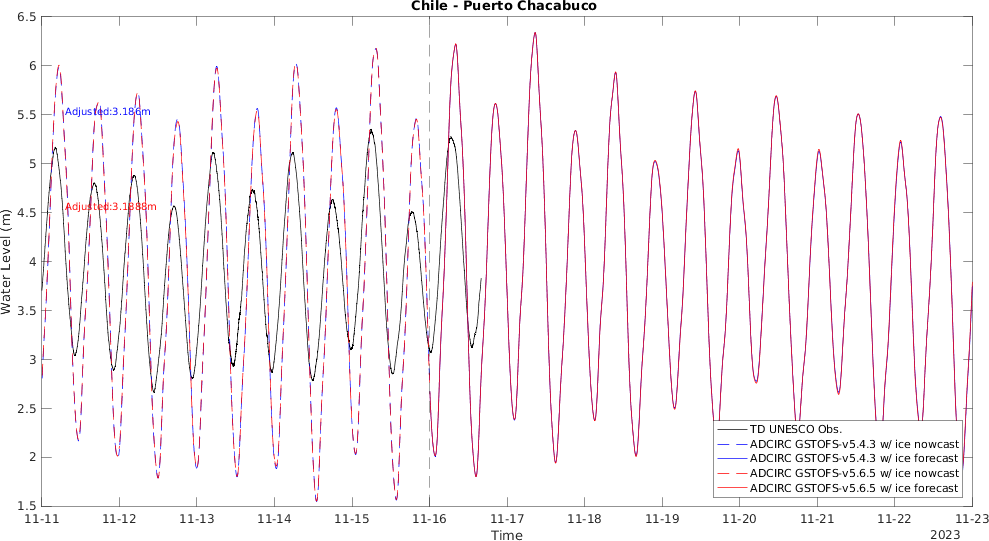 Chile - Puerto Chacabuco
6.5
6
5.5
5
4.5
4
3.5
3
2.5
2
1.5
Water Level (m)
Adjusted:3.186m
Adjusted:3.1388m
TD UNESCO Obs.
ADCIRC GSTOFS-v5.4.3 w/ ice nowcast
ADCIRC GSTOFS-v5.4.3 w/ ice forecast
ADCIRC GSTOFS-v5.6.5 w/ ice nowcast
ADCIRC GSTOFS-v5.6.5 w/ ice forecast
11-11 11-12 11-13 11-14 11-15 11-16 11-17 11-18 11-19 11-20 11-21 11-22 11-23
Time
2023